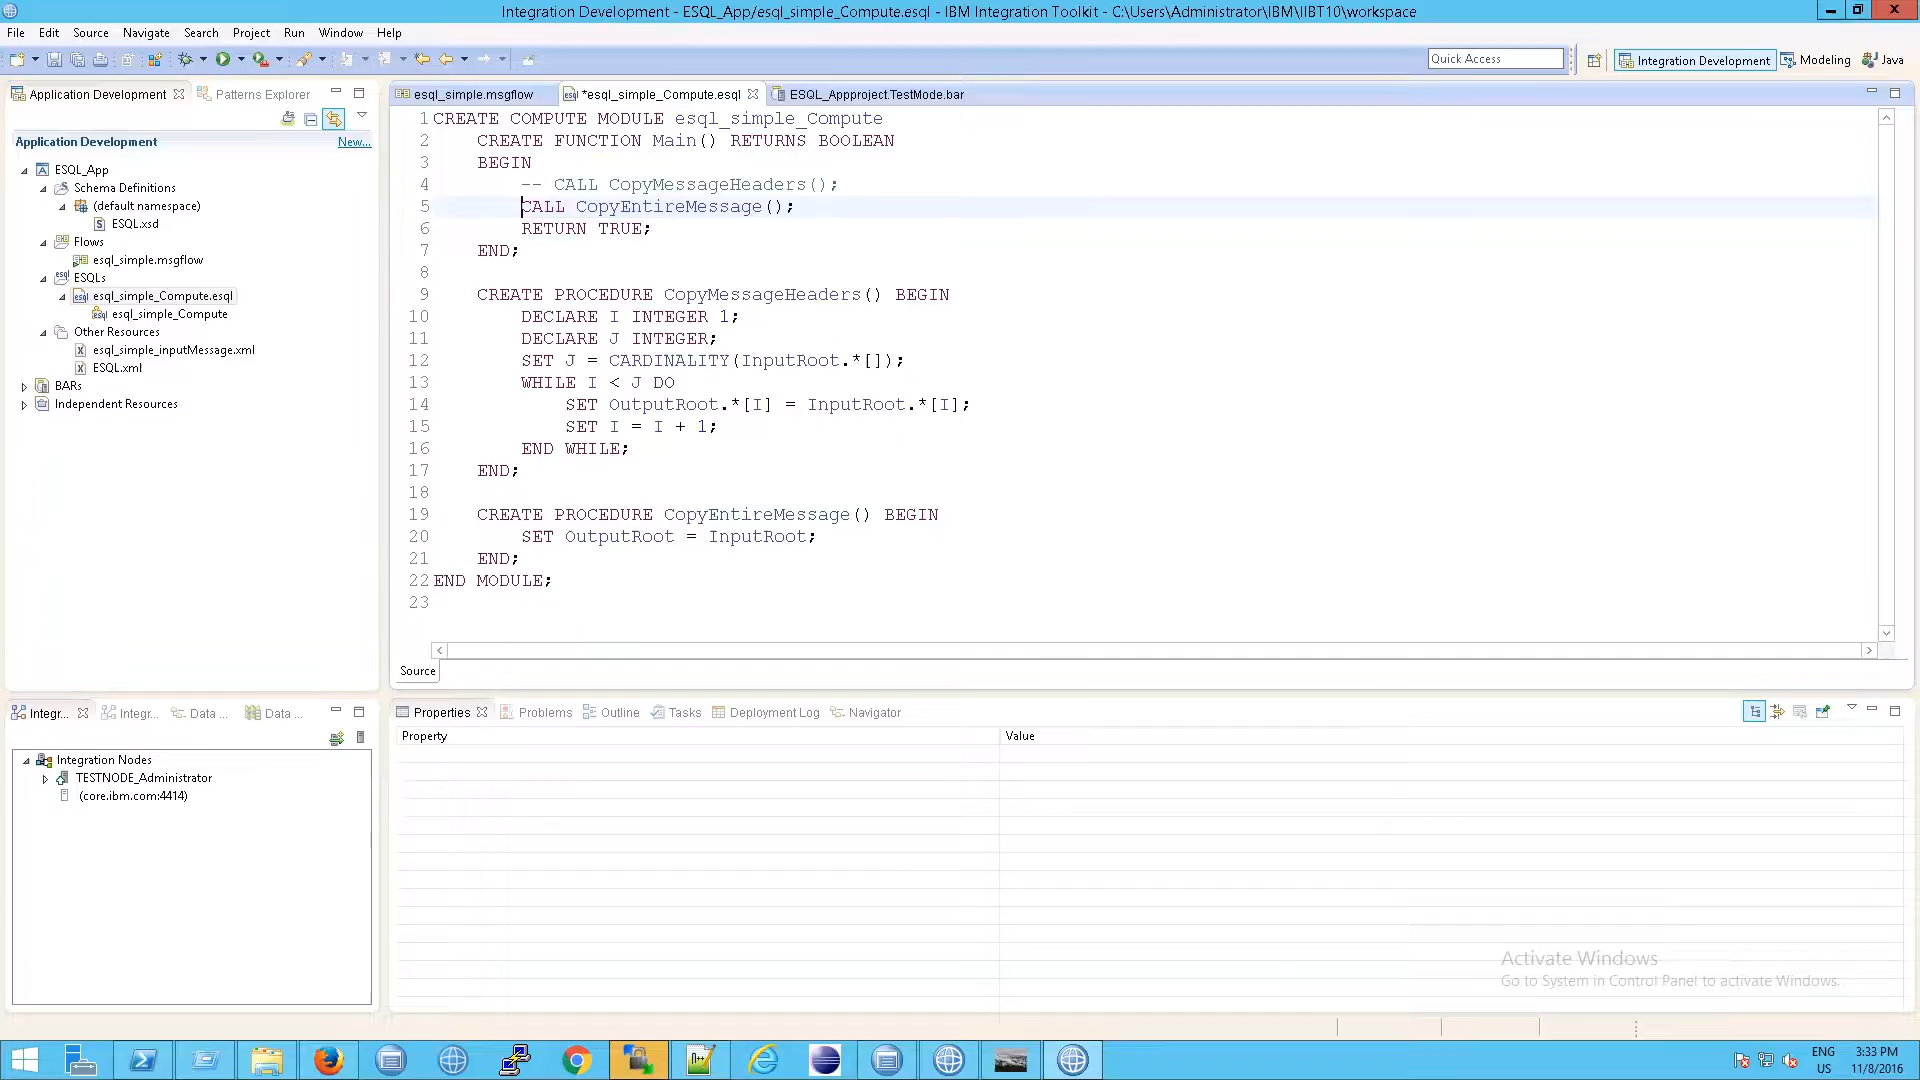 Integration Development - ESQL_App/esql_simple_Compute.esql - IBM Integration Toolkit - C:\Users\Administrator\IBM\IIBT10\workspace
File Edit Source Navigate Search Project Run Window Help
Quick Access
Integration Development
Modeling
Java
Application Development
Patterns Explorer
Application Development
New...
ESQL_App
Schema Definitions
(default namespace)
ESQL.xsd
Flows
esql_simple.msgflow
ESQLs
esql_simple_Compute.esql
esql_simple_Compute
Other Resources
esql_simple_inputMessage.xml
ESQL.xml
BARs
Independent Resources
esql_simple.msgflow
*esql_simple_Compute.esql
ESQL_Appproject.TestMode.bar
1 CREATE COMPUTE MODULE esql_simple_Compute
2 CREATE FUNCTION Main() RETURNS BOOLEAN
3 BEGIN
4 -- CALL CopyMessageHeaders();
5 CALL CopyEntireMessage();
6 RETURN TRUE;
7 END;
8
9 CREATE PROCEDURE CopyMessageHeaders() BEGIN
10 DECLARE I INTEGER 1;
11 DECLARE J INTEGER;
12 SET J = CARDINALITY(InputRoot.*[]);
13 WHILE I < J DO
14 SET OutputRoot.*[I] = InputRoot.*[I];
15 SET I = I + 1;
16 END WHILE;
17 END;
18
19 CREATE PROCEDURE CopyEntireMessage() BEGIN
20 SET OutputRoot = InputRoot;
21 END;
22 END MODULE;
23
Source
Integr...
Integr...
Data ...
Data ...
Integration Nodes
TESTNODE_Administrator
(core.ibm.com:4414)
Properties
Problems
Outline
Tasks
Deployment Log
Navigator
Property
Value
Activate Windows
Go to System in Control Panel to activate Windows.
ENG
US
3:33 PM
11/8/2016